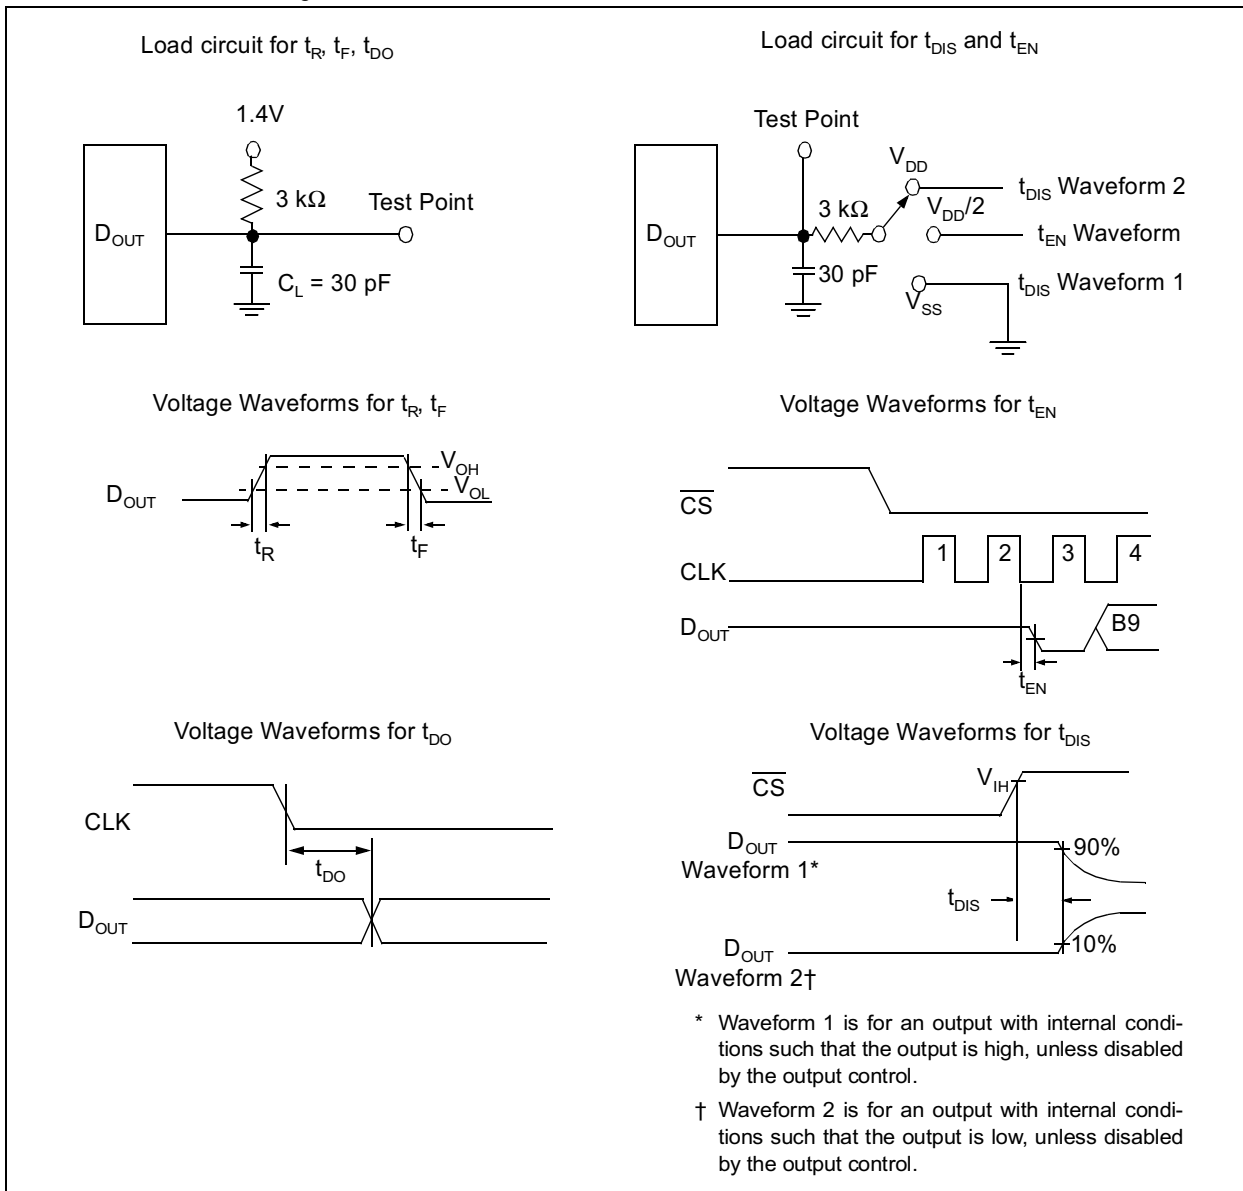 Load circuit for tR, tF, tDO
1.4V
DOUT
3 kΩ
Test Point
CL = 30 pF
Load circuit for tDIS and tEN
Test Point
VDD
tDIS Waveform 2
3 kΩ
VDD/2
DOUT
tEN Waveform
30 pF
tDIS Waveform 1
VSS
Voltage Waveforms for tR, tF
VOH
VOL
DOUT
tR
tF
Voltage Waveforms for tEN
CS
1 2 3 4
CLK
DOUT
B9
tEN
Voltage Waveforms for tDO
CLK
tDO
DOUT
Voltage Waveforms for tDIS
CS
VIH
DOUT
Waveform 1*
90%
tDIS
DOUT
Waveform 2†
10%
* Waveform 1 is for an output with internal condi-
tions such that the output is high, unless disabled
by the output control.
† Waveform 2 is for an output with internal condi-
tions such that the output is low, unless disabled
by the output control.